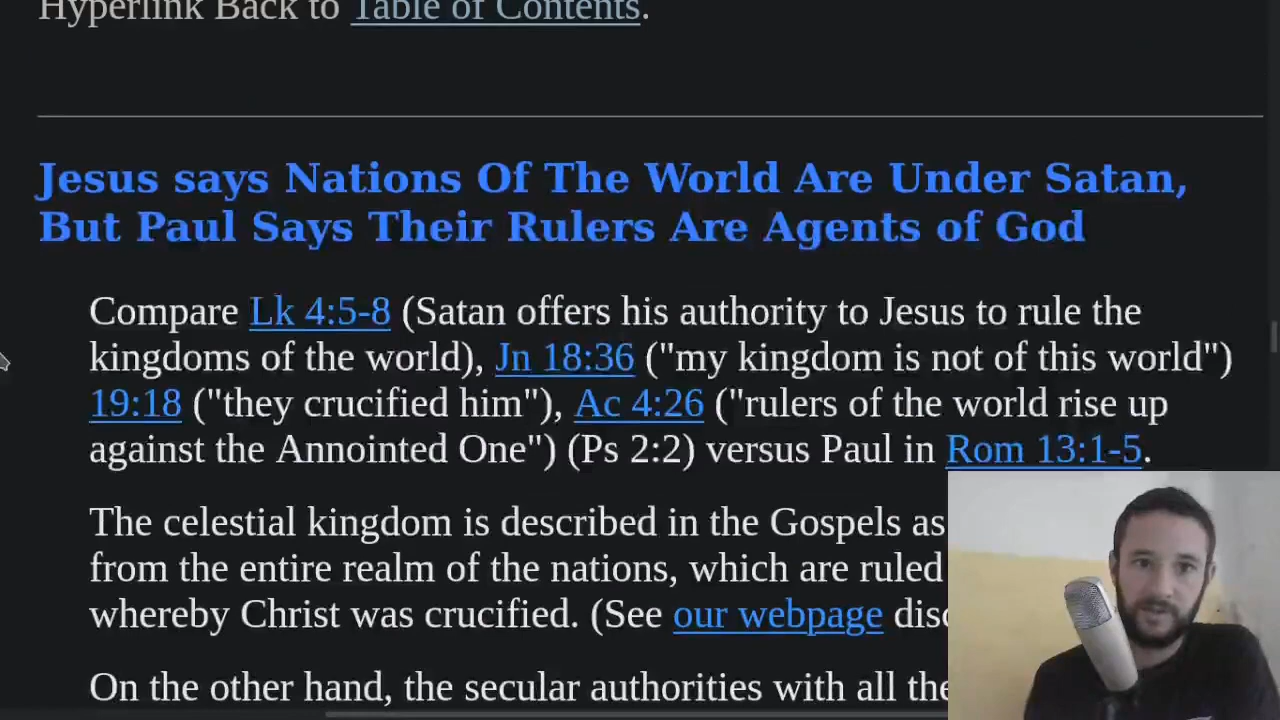 Hyperlink Back to Table of Contents.
Jesus says Nations Of The World Are Under Satan,
But Paul Says Their Rulers Are Agents of God
Compare Lk 4:5-8 (Satan offers his authority to Jesus to rule the
kingdoms of the world), Jn 18:36 ("my kingdom is not of this world")
19:18 ("they crucified him"), Ac 4:26 ("rulers of the world rise up
against the Annointed One") (Ps 2:2) versus Paul in Rom 13:1-5.
The celestial kingdom is described in the Gospels as
from the entire realm of the nations, which are ruled
whereby Christ was crucified. (See our webpage
On the other hand, the secular authorities with all